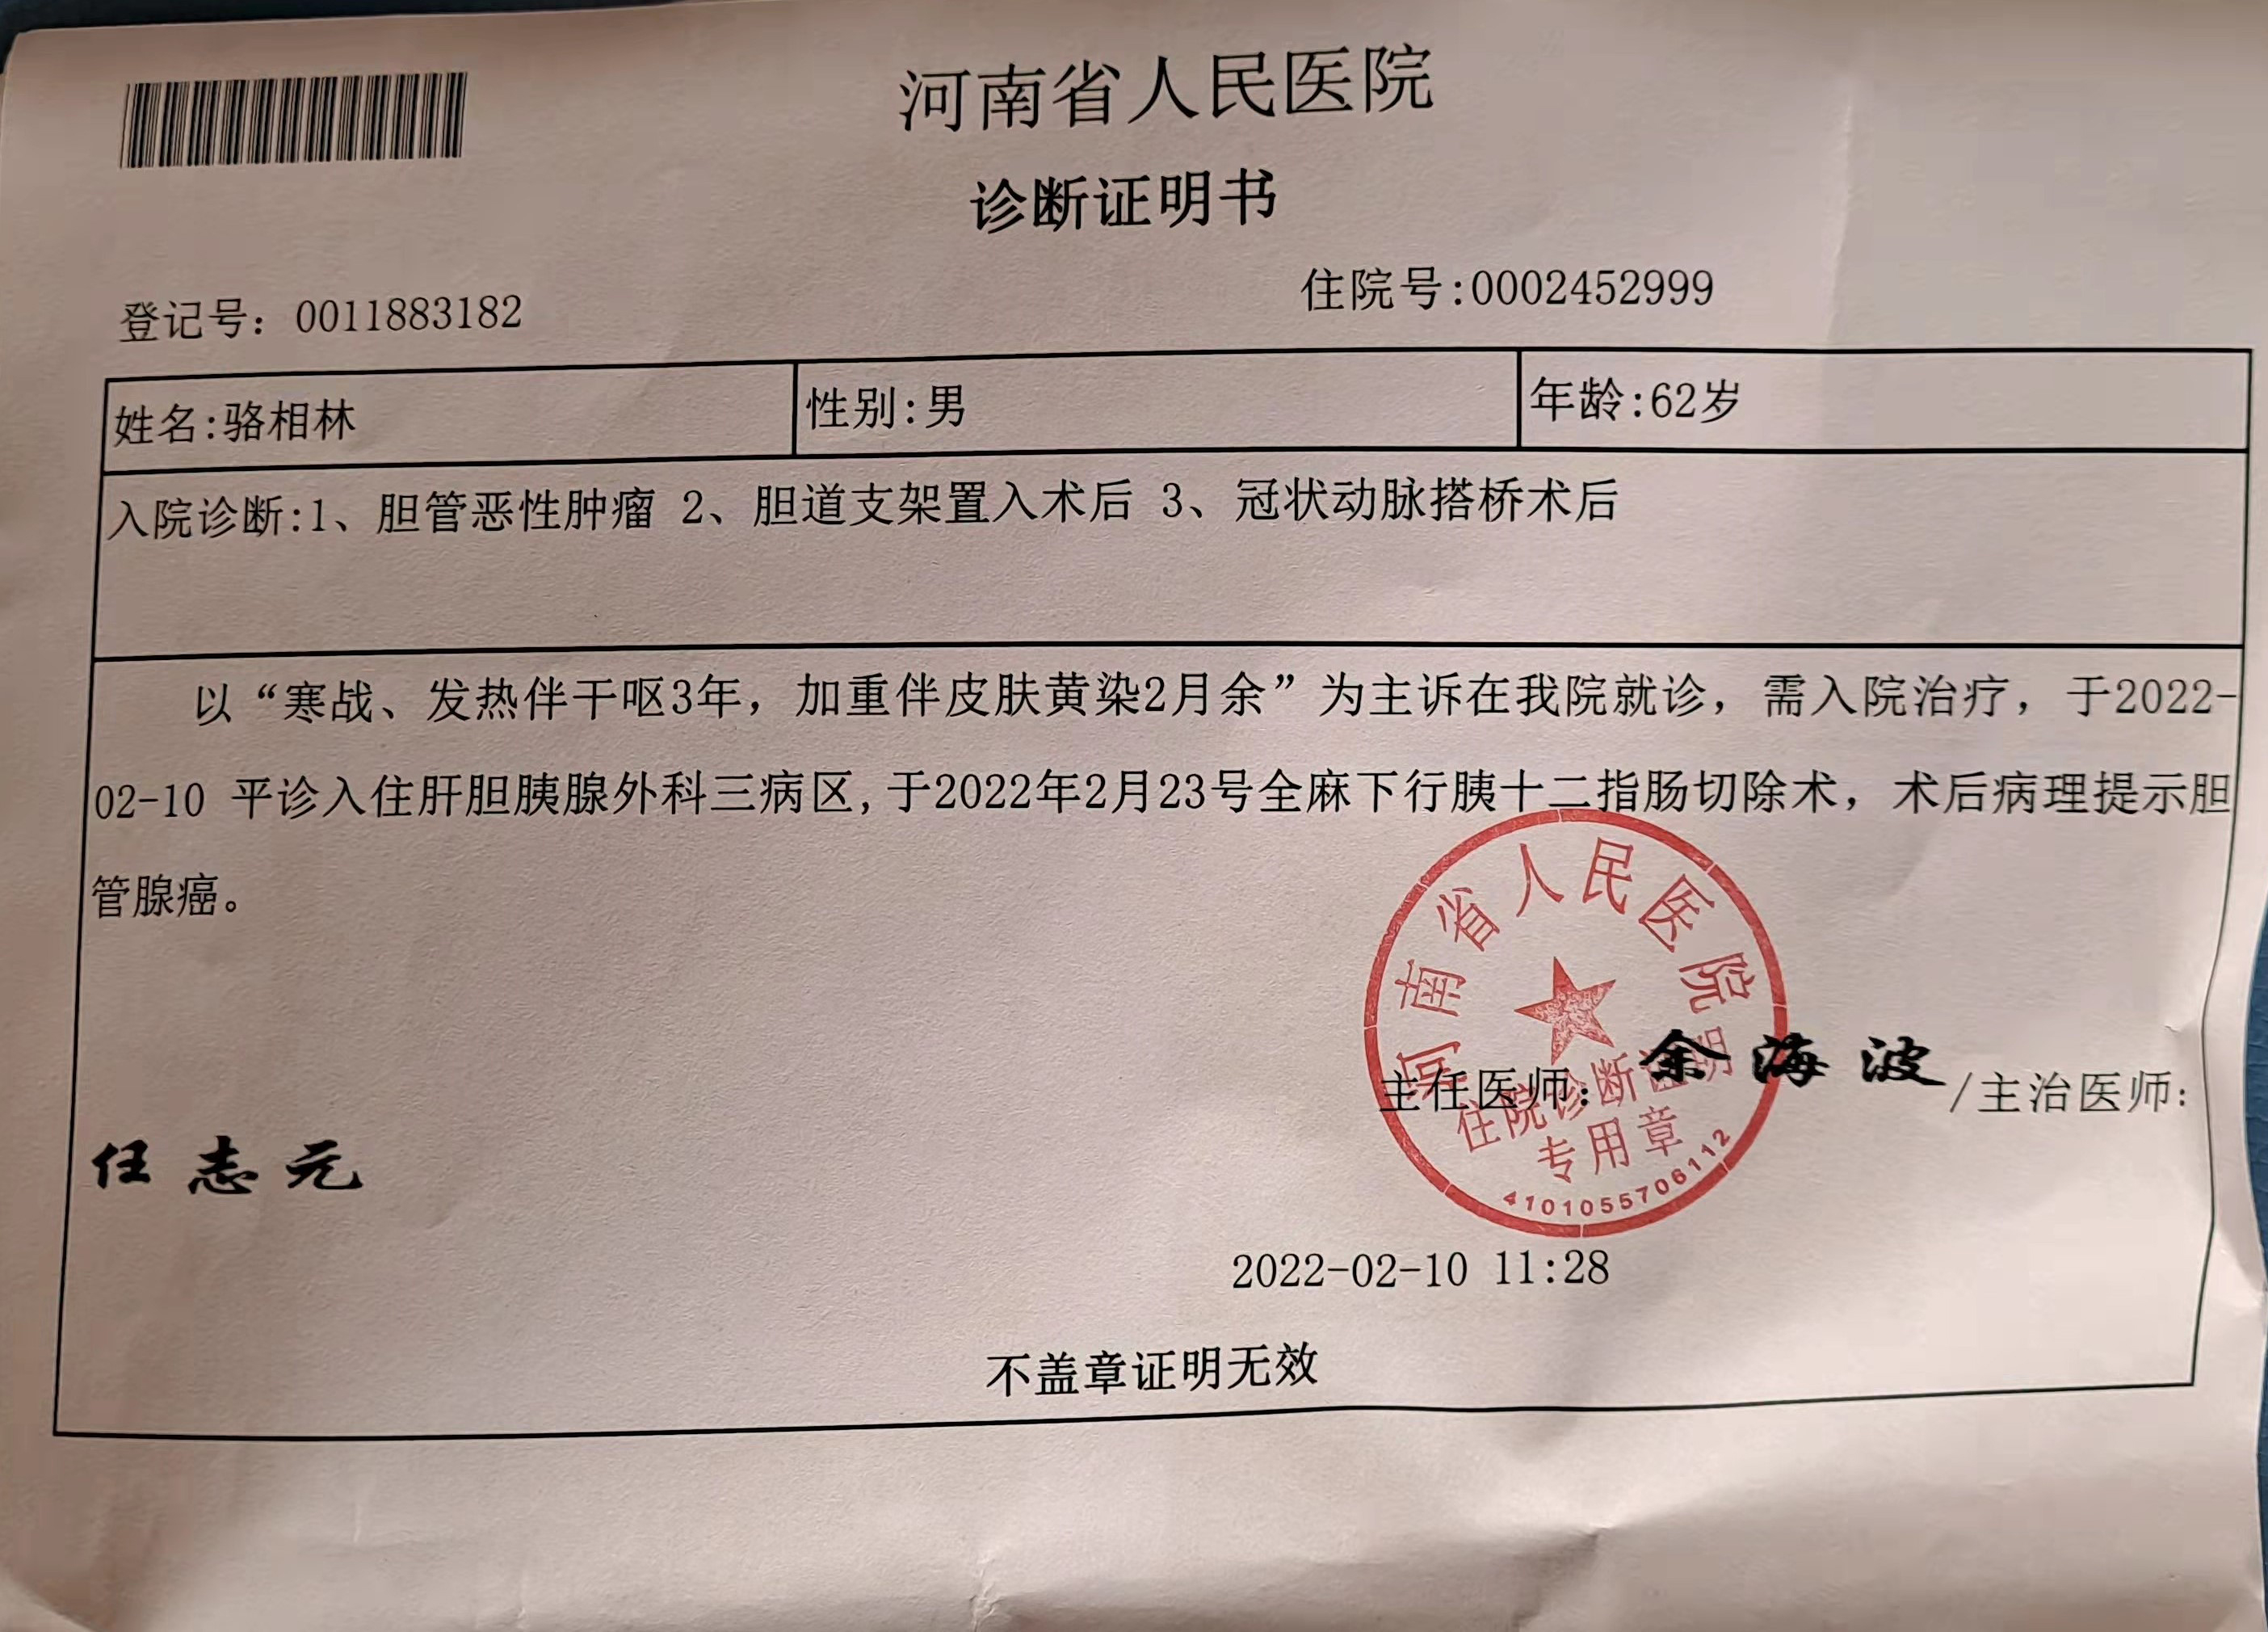 河南省人民医院
诊断证明书
登记号：0011883182
住院号:0002452999
姓名:骆相林
性别:男
年龄:62岁
入院诊断:1、胆管恶性肿瘤 2、胆道支架置入术后 3、冠状动脉搭桥术后
以“寒战、发热伴干呕3年，加重伴皮肤黄染2月余”为主诉在我院就诊，需入院治疗，于2022-
02-10 平诊入住肝胆胰腺外科三病区,于2022年2月23号全麻下行胰十二指肠切除术，术后病理提示胆
管腺癌。
河南省人民医院
住院诊断证明
专用章
4101055706112
主任医师：余海波/主治医师:
任志元
2022-02-10 11:28
不盖章证明无效